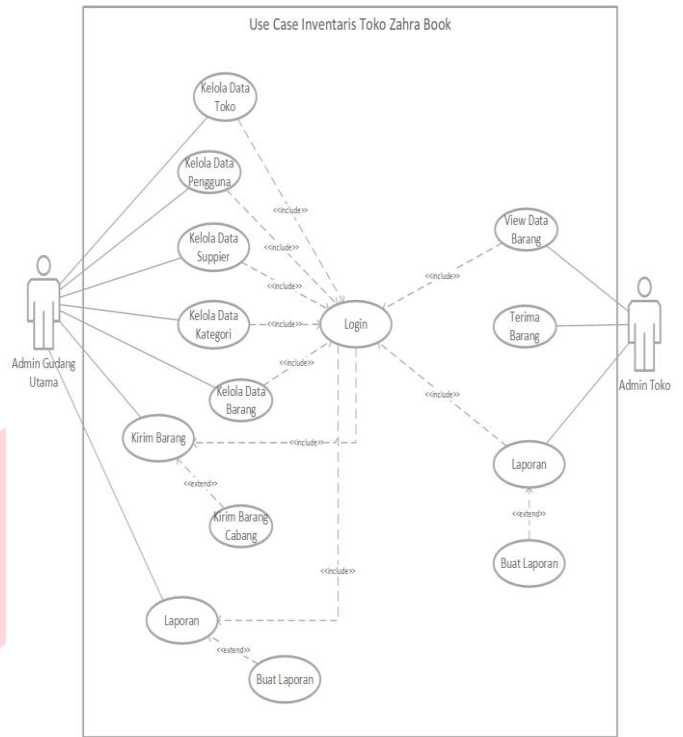 Use Case Inventaris Toko Zahra Book
Kelola Data
Toko
Kelola Data
Pengguna
<<include>>
<<include>>
Kelola Data
Suppier
<<include>>
Kelola Data
Kategori
<<include>>
Login
<<include>>
Kelola Data
Barang
Admin Gudang
Utama
Kirim Barang
<<include>>
<<extend>>
Kirim Barang
Cabang
<<include>>
Laporan
<<extend>>
Buat Laporan
View Data
Barang
<<include>>
Terima
Barang
Admin Toko
<<include>>
Laporan
<<extend>>
Buat Laporan